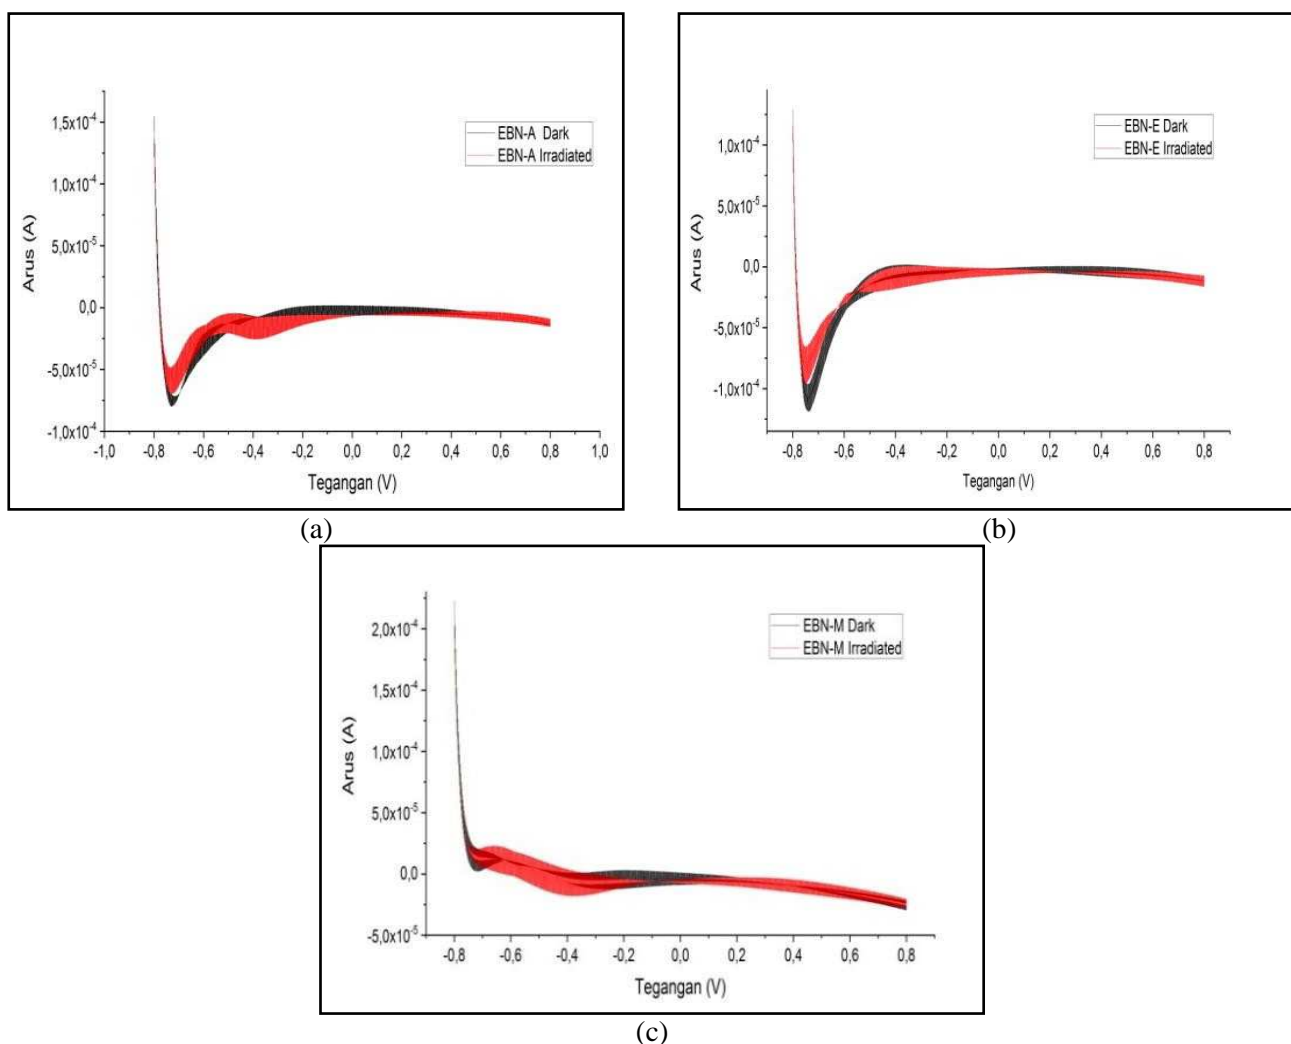 EBN-A Dark
EBN-A Irradiated
1,5x10⁻⁴
1,0x10⁻⁴
5,0x10⁻⁵
0,0
-5,0x10⁻⁵
-1,0x10⁻⁴
Arus (A)
-1,0 -0,8 -0,6 -0,4 -0,2 0,0 0,2 0,4 0,6 0,8 1,0
Tegangan (V)
(a)
EBN-E Dark
EBN-E Irradiated
1,0x10⁻⁴
5,0x10⁻⁵
0,0
-5,0x10⁻⁵
-1,0x10⁻⁴
Arus (A)
-0,8 -0,6 -0,4 -0,2 0,0 0,2 0,4 0,6 0,8
Tegangan (V)
(b)
EBN-M Dark
EBN-M Irradiated
2,0x10⁻⁴
1,5x10⁻⁴
1,0x10⁻⁴
5,0x10⁻⁵
0,0
-5,0x10⁻⁵
Arus (A)
-0,8 -0,6 -0,4 -0,2 0,0 0,2 0,4 0,6 0,8
Tegangan (V)
(c)